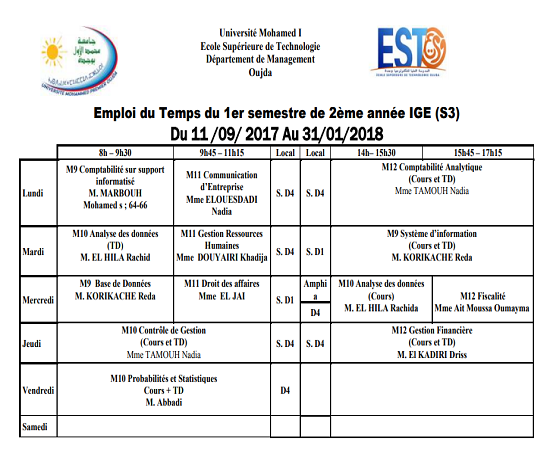 Université Mohamed I
Ecole Supérieure de Technologie
Département de Management
Oujda
جامعة
محمد الأول
بوجدة
UNIVERSITE MOHAMMED PREMIER OUJDA
EST
ECOLE SUPERIEURE DE TECHNOLOGIE OUJDA
Emploi du Temps du 1er semestre de 2ème année IGE (S3)
Du 11 /09/ 2017 Au 31/01/2018
8h – 9h30 9h45 – 11h15 Local Local 14h– 15h30 15h45 - 17h15
Lundi
M9 Comptabilité sur support
informatisé
M. MARBOUH
Mohamed s ; 64-66
M11 Communication
d’Entreprise
Mme ELOUESDADI
Nadia
S. D4
S. D4
M12 Comptabilité Analytique
(Cours et TD)
Mme TAMOUH Nadia
Mardi
M10 Analyse des données
(TD)
M. EL HILA Rachid
M11 Gestion Ressources
Humaines
Mme DOUYAIRI Khadija
S. D4
S. D1
M9 Système d’information
(Cours et TD)
M. KORIKACHE Reda
Mercredi
M9 Base de Données
M. KORIKACHE Reda
M11 Droit des affaires
Mme EL JAI
S. D1
Amphi
a
D4
M10 Analyse des données
(Cours)
M. EL HILA Rachida
M12 Fiscalité
Mme Ait Moussa Oumayma
Jeudi
M10 Contrôle de Gestion
(Cours et TD)
Mme TAMOUH Nadia
S. D4
S. D4
M12 Gestion Financière
(Cours et TD)
M. El KADIRI Driss
Vendredi
M10 Probabilités et Statistiques
Cours + TD
M. Abbadi
D4
Samedi